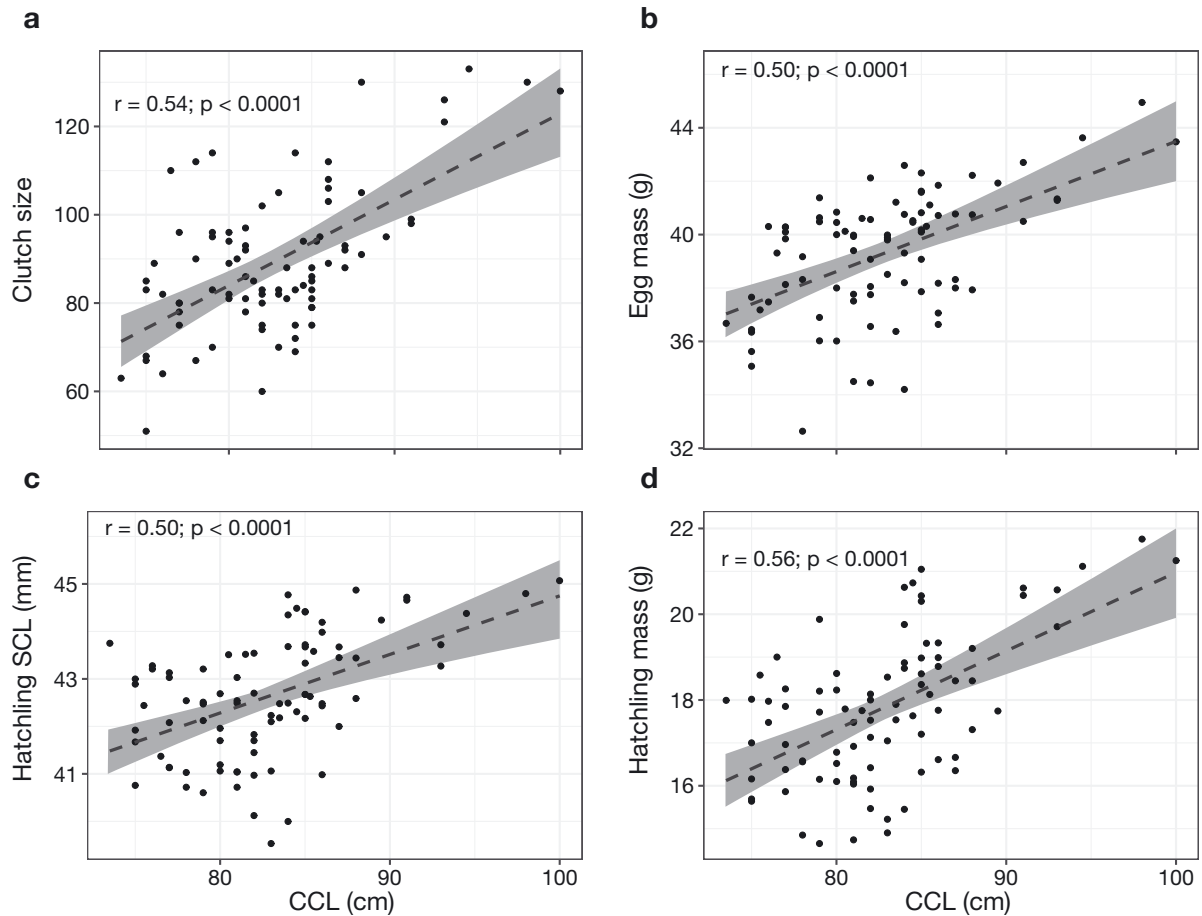 a
r = 0.54; p < 0.0001
Clutch size
120
100
80
60
b
r = 0.50; p < 0.0001
Egg mass (g)
44
40
36
32
c
r = 0.50; p < 0.0001
Hatchling SCL (mm)
45
43
41
80
90
100
CCL (cm)
d
r = 0.56; p < 0.0001
Hatchling mass (g)
22
20
18
16
80
90
100
CCL (cm)